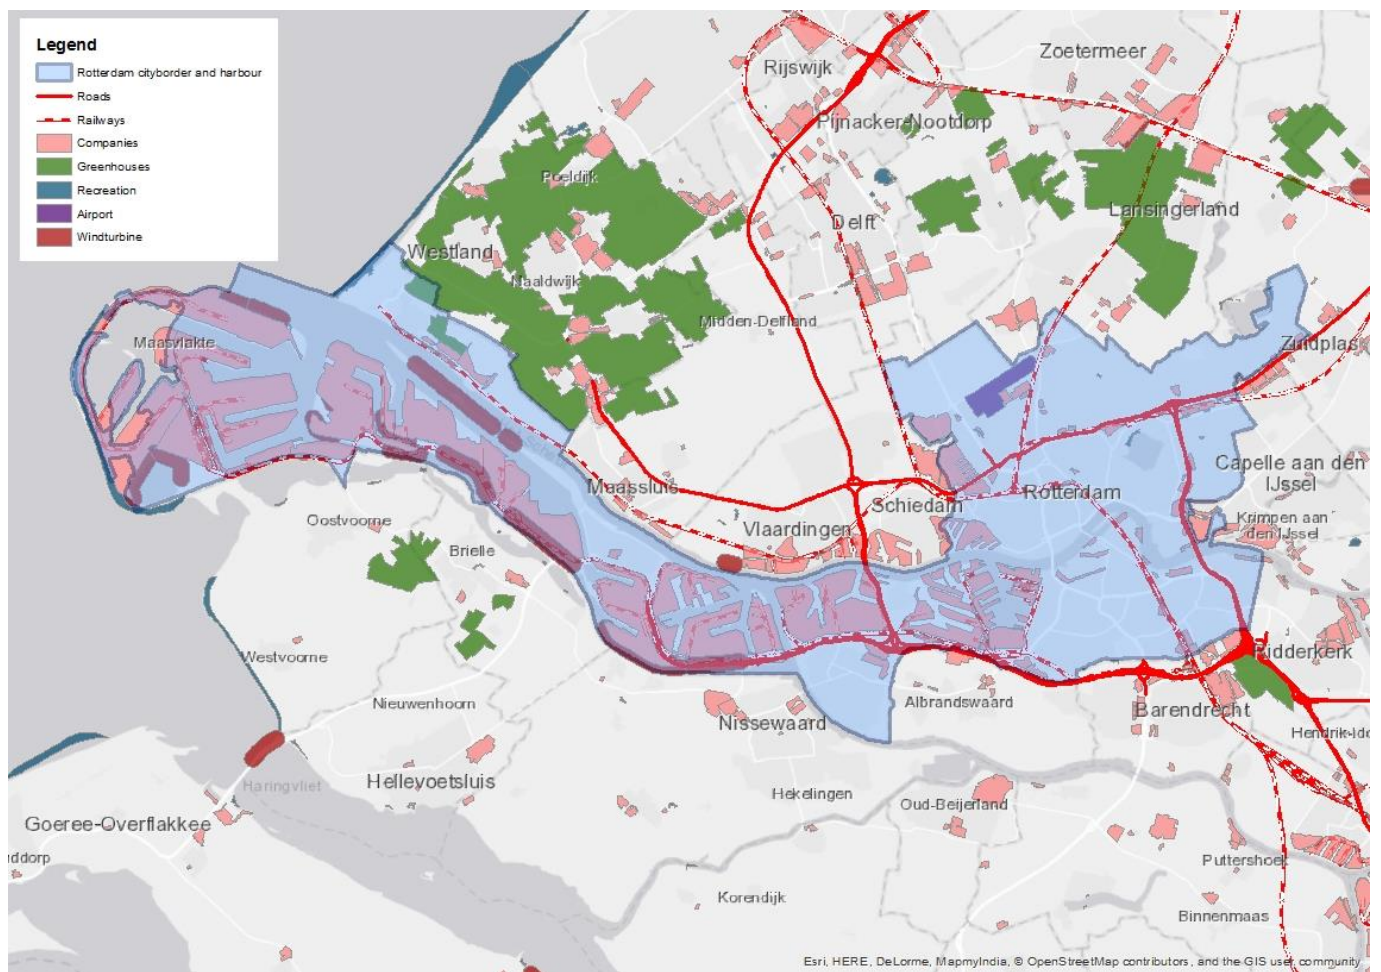 Legend
Rotterdam cityborder and harbour
Roads
Railways
Companies
Greenhouses
Recreation
Airport
Windturbine
Zoetermeer
Rijswijk
Pijnacker-Nootdorp
Poeldijk
Lansingerland
Delft
Westland
Naaldwijk
Midden-Delfland
Maasvlakte
Zuidplas
Capelle aan den
IJssel
Maassluis
Rotterdam
Schiedam
Oostvoorne
Vlaardingen
Krimpen aan
den IJssel
Brielle
Westvoorne
Ridderkerk
Nieuwenhoorn
Albrandswaard
Barendrecht
Nissewaard
Hendrik-Ido
Hellevoetsluis
Haringvliet
Hekelingen
Oud-Beijerland
Goeree-Overflakkee
ddorp
Puttershoek
Korendijk
Binnenmaas
Esri, HERE, DeLorme, MapmyIndia, © OpenStreetMap contributors, and the GIS user community